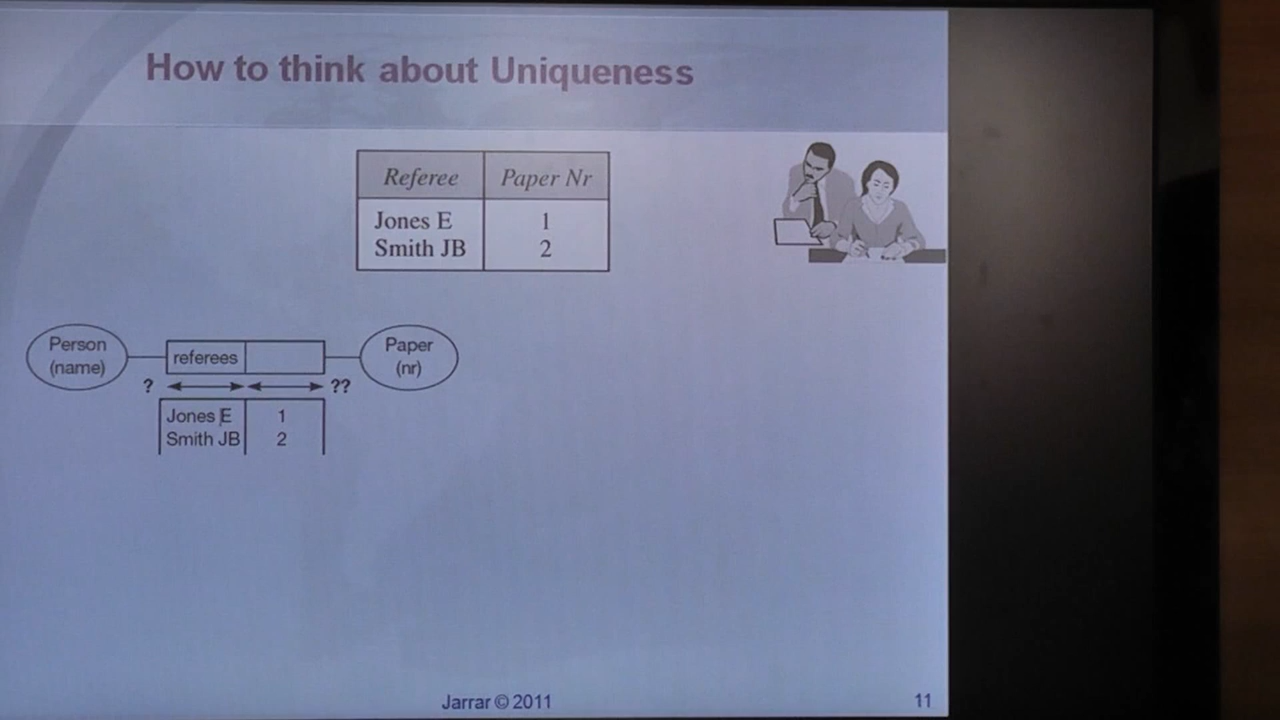 How to think about Uniqueness
Referee Paper Nr
Jones E 1
Smith JB 2
Person
(name)
referees
Paper
(nr)
? ??
Jones E 1
Smith JB 2
Jarrar © 2011
11